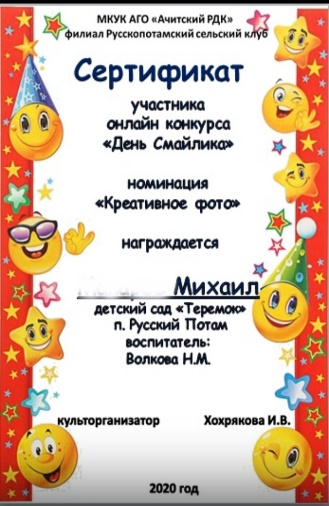 МКУК АГО «Ачитский РДК»
филиал Русскопотамский сельский клуб
Сертификат
участника
онлайн конкурса
«День Смайлика»
номинация
«Креативное фото»
награждается
Михаил
детский сад «Теремок»
п. Русский Потам
воспитатель:
Волкова Н.М.
культорганизатор Хохрякова И.В.
2020 год